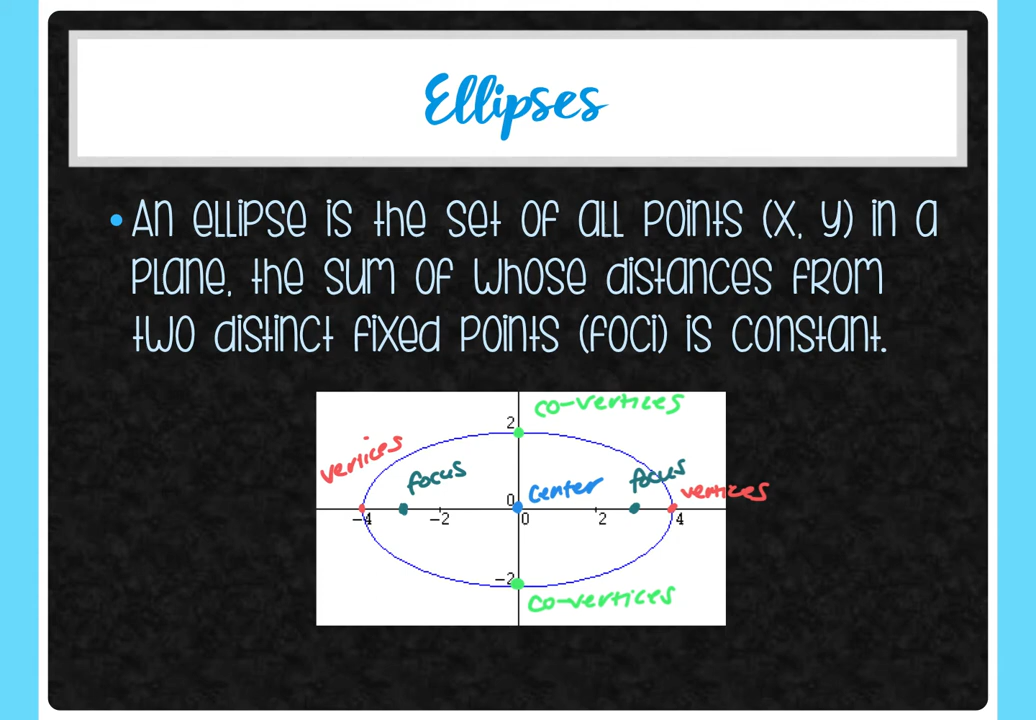 Ellipses
• An ellipse is the set of all points (x, y) in a
plane, the sum of whose distances from
two distinct fixed points (foci) is constant.
co-vertices
2
vertices
focus
focus
center
vertices
0
-4
-2
0
2
4
-2
co-vertices